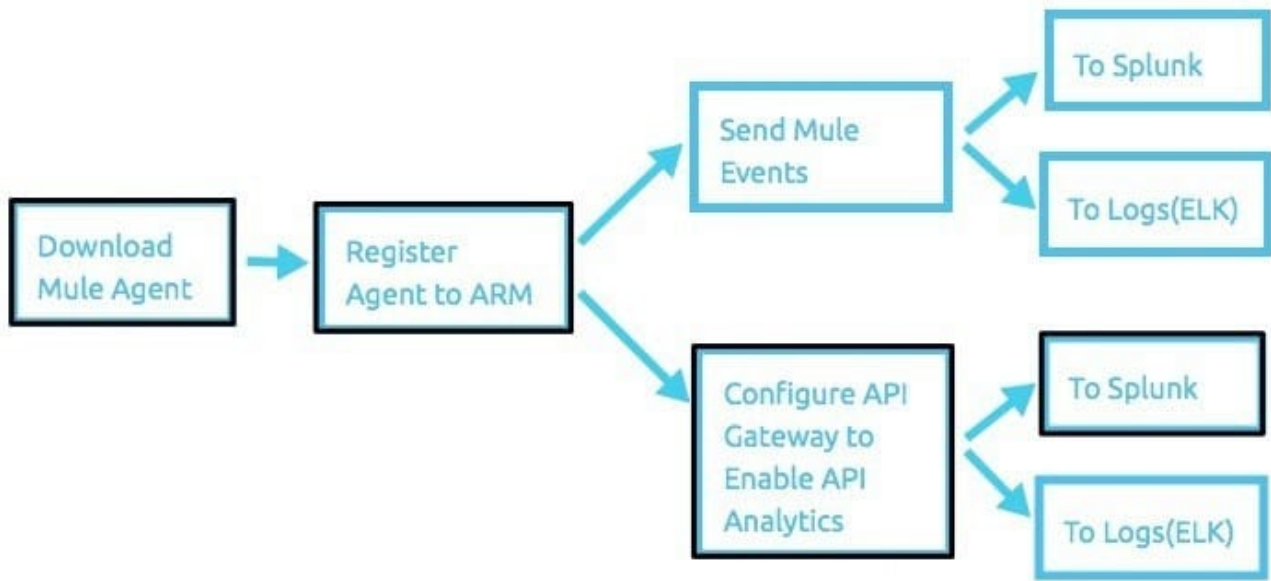 Download
Mule Agent
Register
Agent to ARM
Send Mule
Events
To Splunk
To Logs(ELK)
Configure API
Gateway to
Enable API
Analytics
To Splunk
To Logs(ELK)